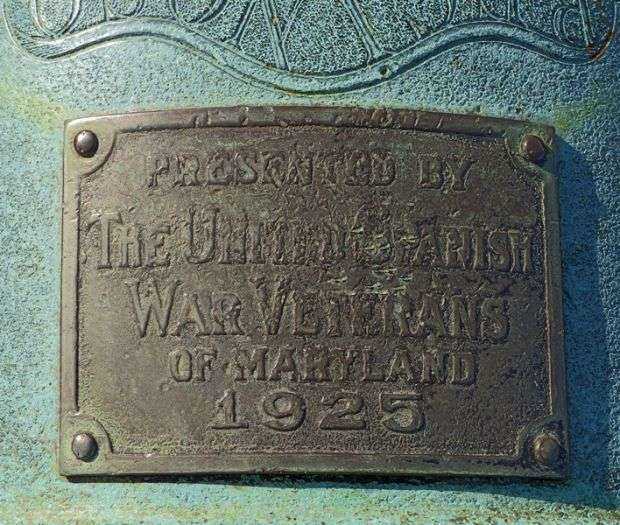 PRESENTED BY
THE UNITED SPANISH
WAR VETERANS
OF MARYLAND
1925